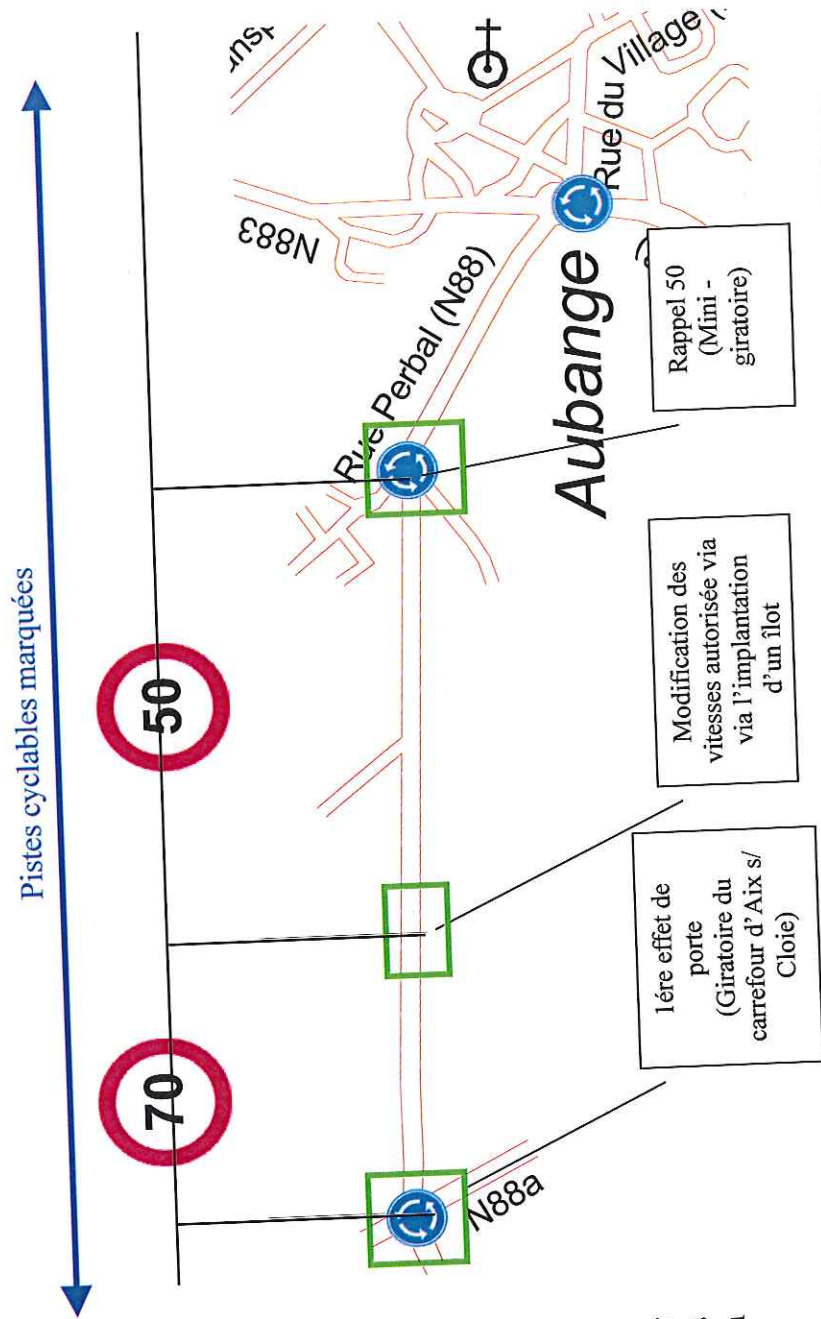 Pistes cyclables marquées
70
50
N883
Rue Perbal (N88)
Rue du Village (
Aubange
N88a
1ére effet de
porte
(Giratoire du
carrefour d'Aix s/
Cloie)
Modification des
vitesses autorisée via
via l'implantation
d'un îlot
Rappel 50
(Mini -
giratoire)